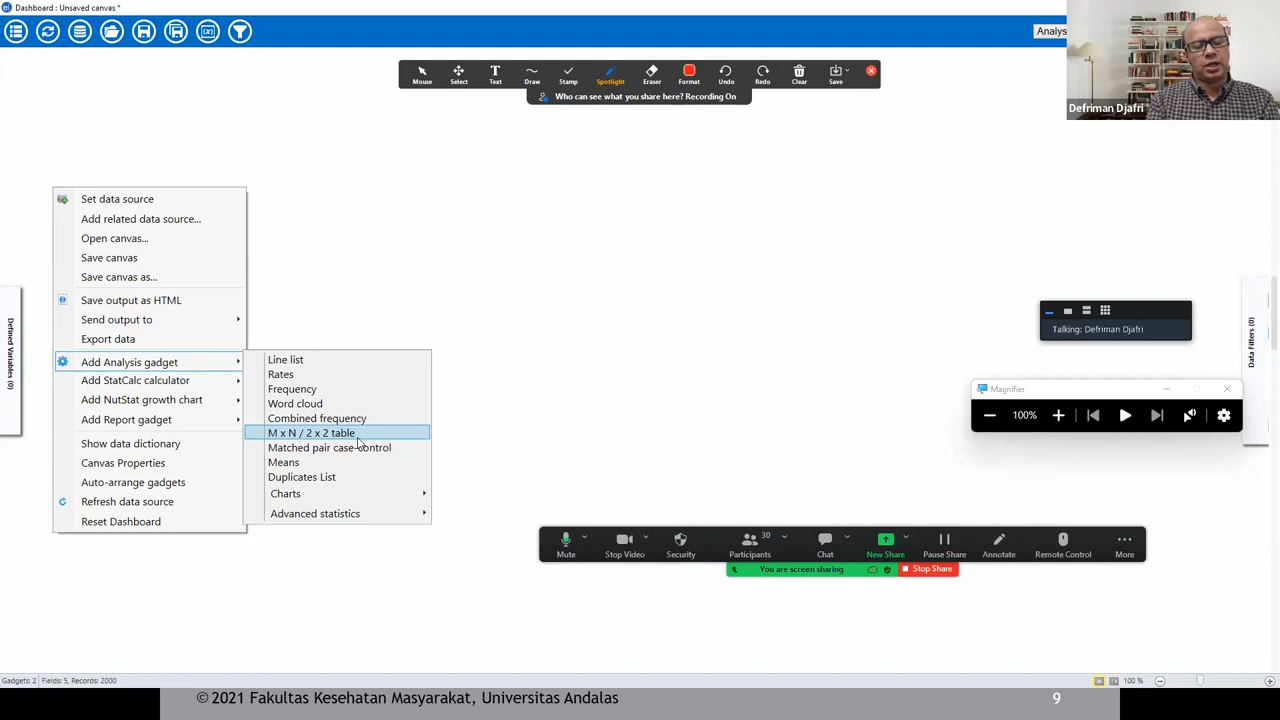 Dashboard : Unsaved canvas *
Analys
Mouse
Select
Text
Draw
Stamp
Spotlight
Eraser
Format
Undo
Redo
Clear
Save
Who can see what you share here? Recording On
Defriman Djafri
Set data source
Add related data source...
Open canvas...
Save canvas
Save canvas as...
Save output as HTML
Send output to
Export data
Add Analysis gadget
Add StatCalc calculator
Add NutStat growth chart
Add Report gadget
Show data dictionary
Canvas Properties
Auto-arrange gadgets
Refresh data source
Reset Dashboard
Line list
Rates
Frequency
Word cloud
Combined frequency
M x N / 2 x 2 table
Matched pair case-control
Means
Duplicates List
Charts
Advanced statistics
Defined Variables (0)
Data Filters (0)
Talking: Defriman Djafri
Magnifier
100%
Mute
Stop Video
Security
30
Participants
Chat
New Share
Pause Share
Annotate
Remote Control
More
You are screen sharing
Stop Share
Gadgets: 2
Fields: 5, Records: 2000
100 %
©2021 Fakultas Kesehatan Masyarakat, Universitas Andalas
9